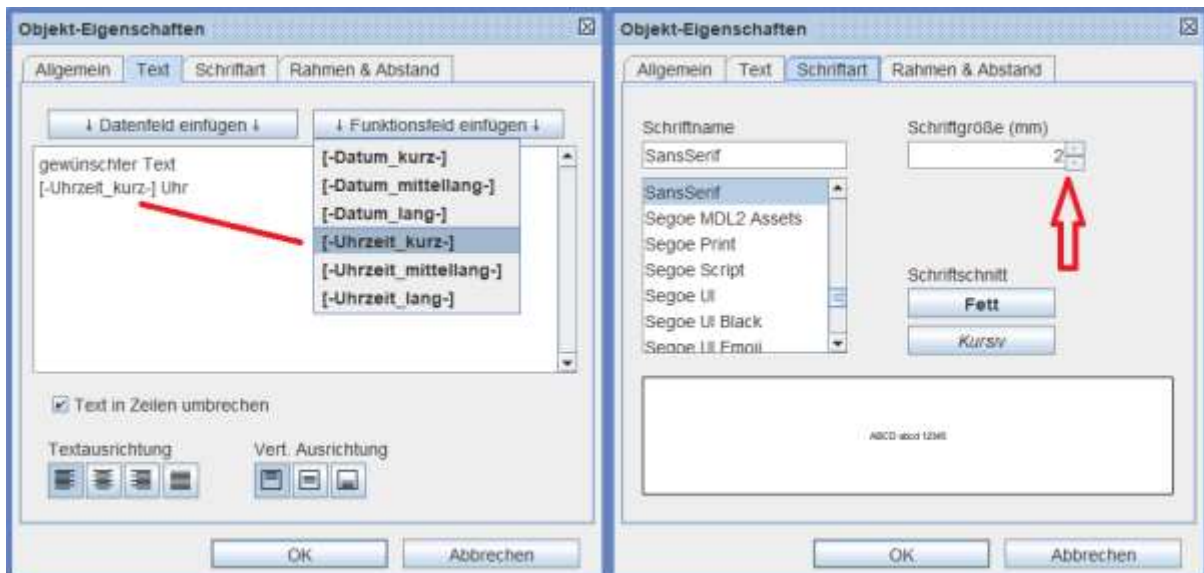 Objekt-Eigenschaften
Allgemein Text Schriftart Rahmen & Abstand
↓ Datenfeld einfügen ↓ ↓ Funktionsfeld einfügen ↓
gewünschter Text
[-Uhrzeit_kurz-] Uhr
[-Datum_kurz-]
[-Datum_mittellang-]
[-Datum_lang-]
[-Uhrzeit_kurz-]
[-Uhrzeit_mittellang-]
[-Uhrzeit_lang-]
Text in Zeilen umbrechen
Textausrichtung Vert. Ausrichtung
OK Abbrechen
Objekt-Eigenschaften
Allgemein Text Schriftart Rahmen & Abstand
Schriftname Schriftgröße (mm)
SansSerif 2
SansSerif
Segoe MDL2 Assets
Segoe Print
Segoe Script
Segoe UI
Segoe UI Black
Segoe UI Emoji
Schriftschnitt
Fett
Kursiv
ABCD abcd 12345
OK Abbrechen